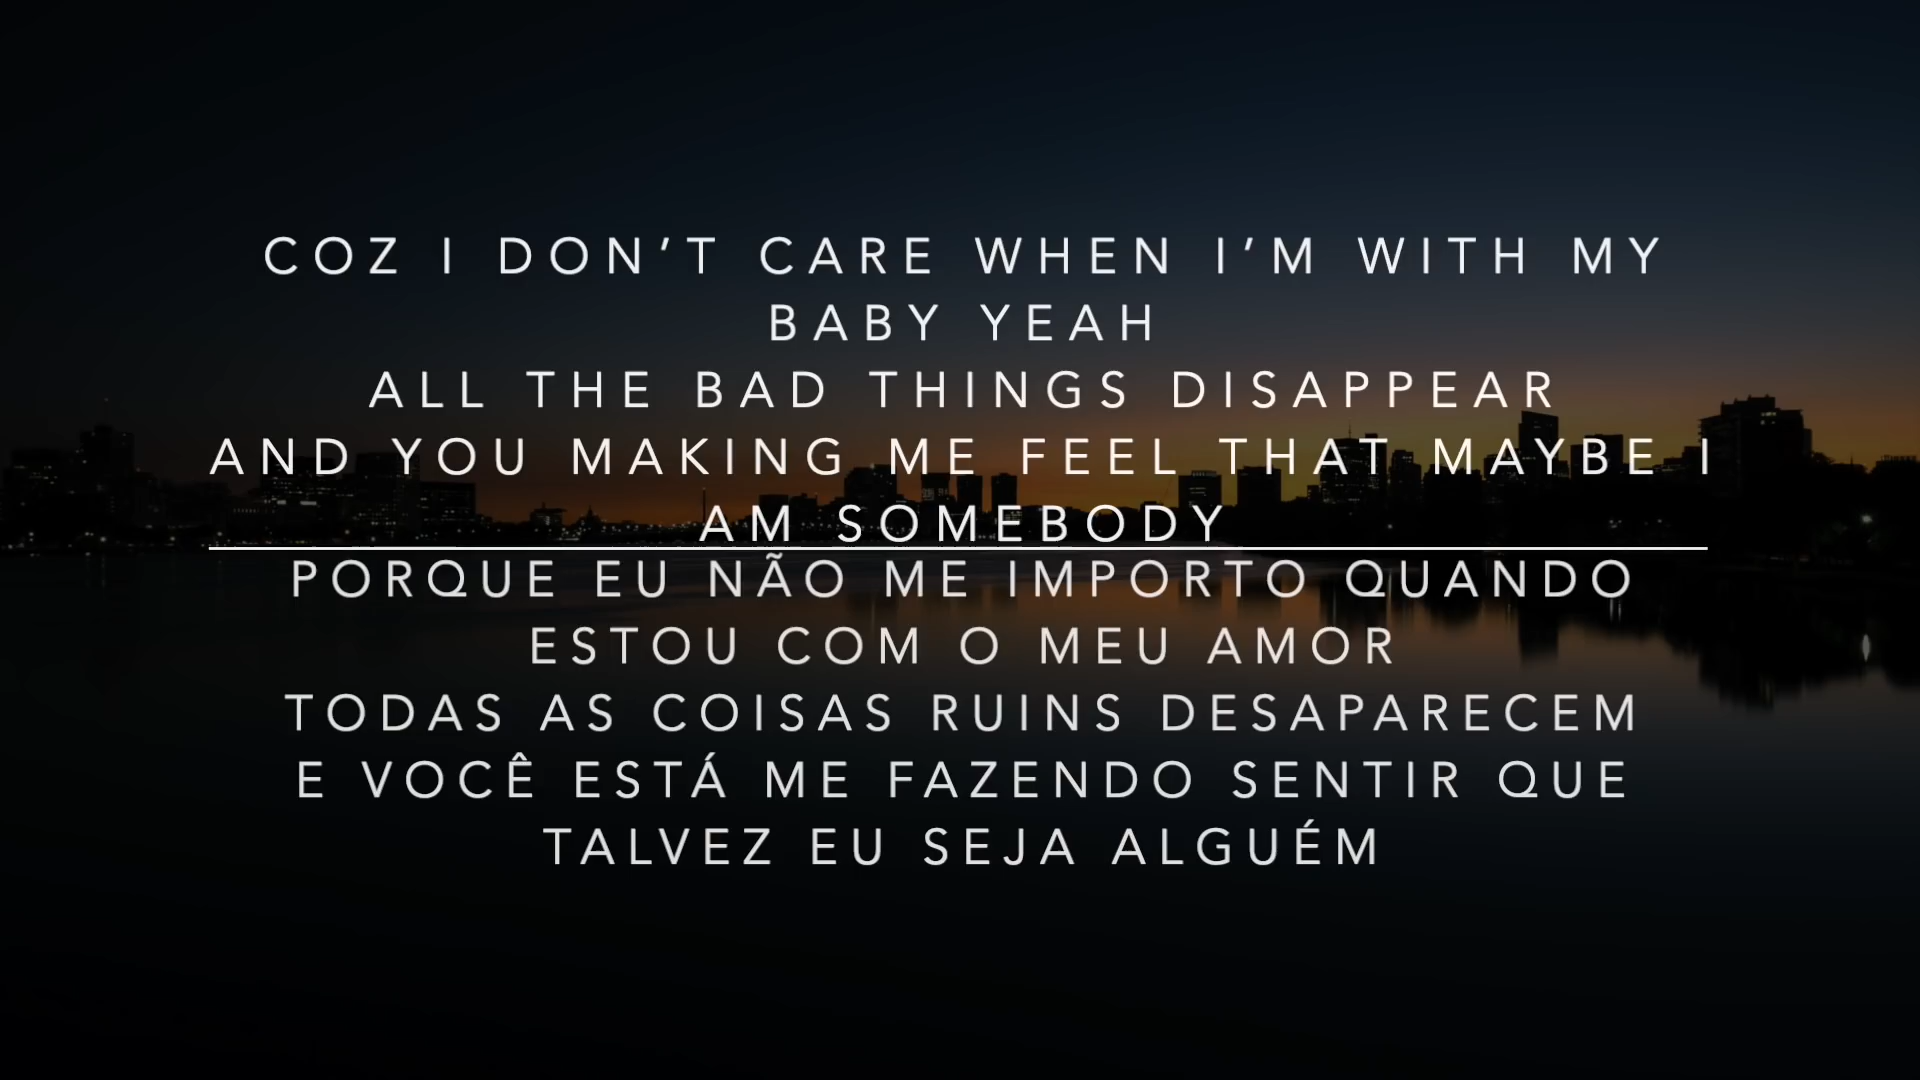 COZ I DON’T CARE WHEN I’M WITH MY
BABY YEAH
ALL THE BAD THINGS DISAPPEAR
AND YOU MAKING ME FEEL THAT MAYBE I
AM SOMEBODY
PORQUE EU NÃO ME IMPORTO QUANDO
ESTOU COM O MEU AMOR
TODAS AS COISAS RUINS DESAPARECEM
E VOCÊ ESTÁ ME FAZENDO SENTIR QUE
TALVEZ EU SEJA ALGUÉM